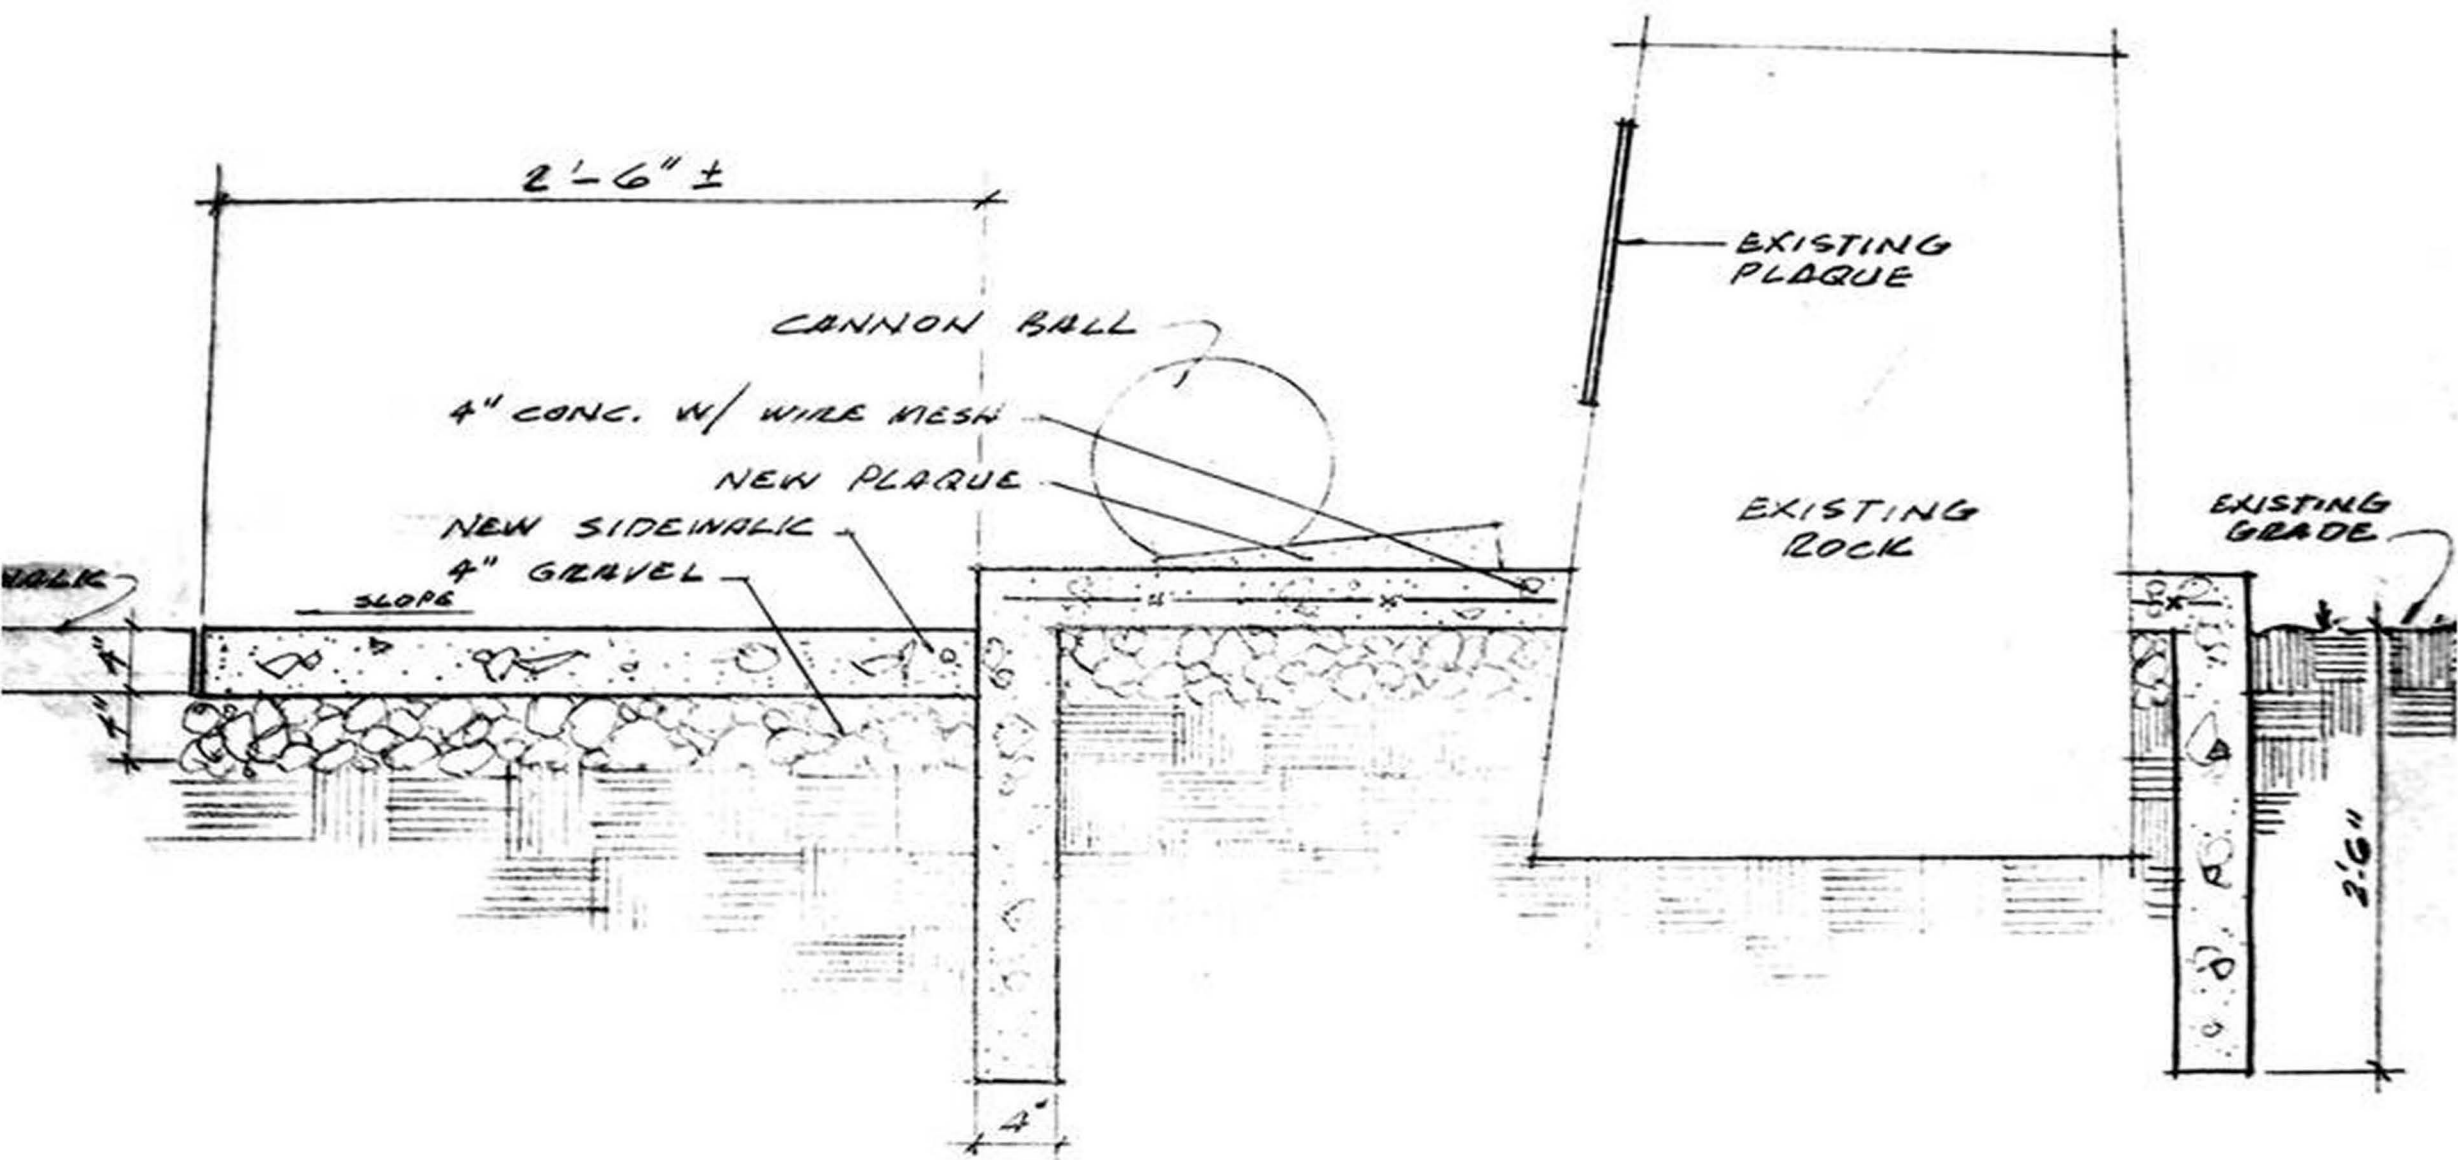 2'-6" ±
EXISTING
PLAQUE
CANNON BALL
4" CONC. W/ WIRE MESH
NEW PLAQUE
NEW SIDEWALK
4" GRAVEL
SLOPE
EXISTING
ROCK
EXISTING
GRADE
WALK
4"
4"
2'-6"
4"